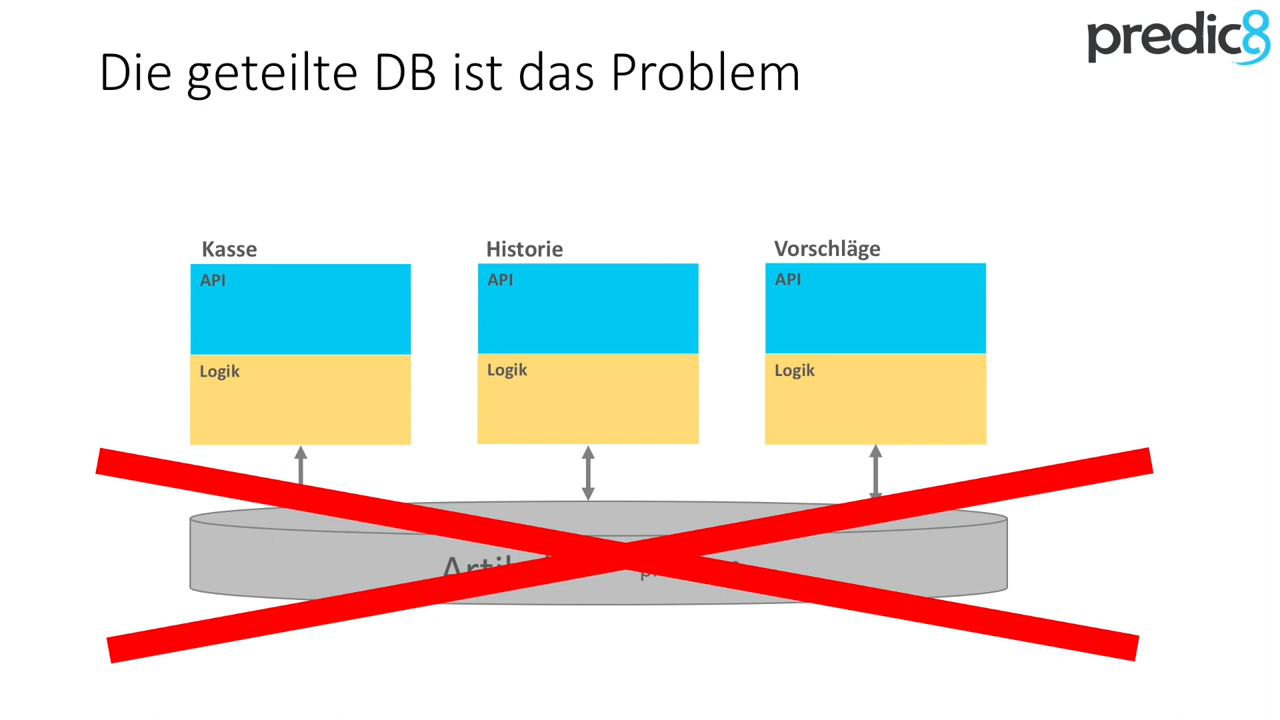 predic8
Die geteilte DB ist das Problem
Kasse
Historie
Vorschläge
API
API
API
Logik
Logik
Logik